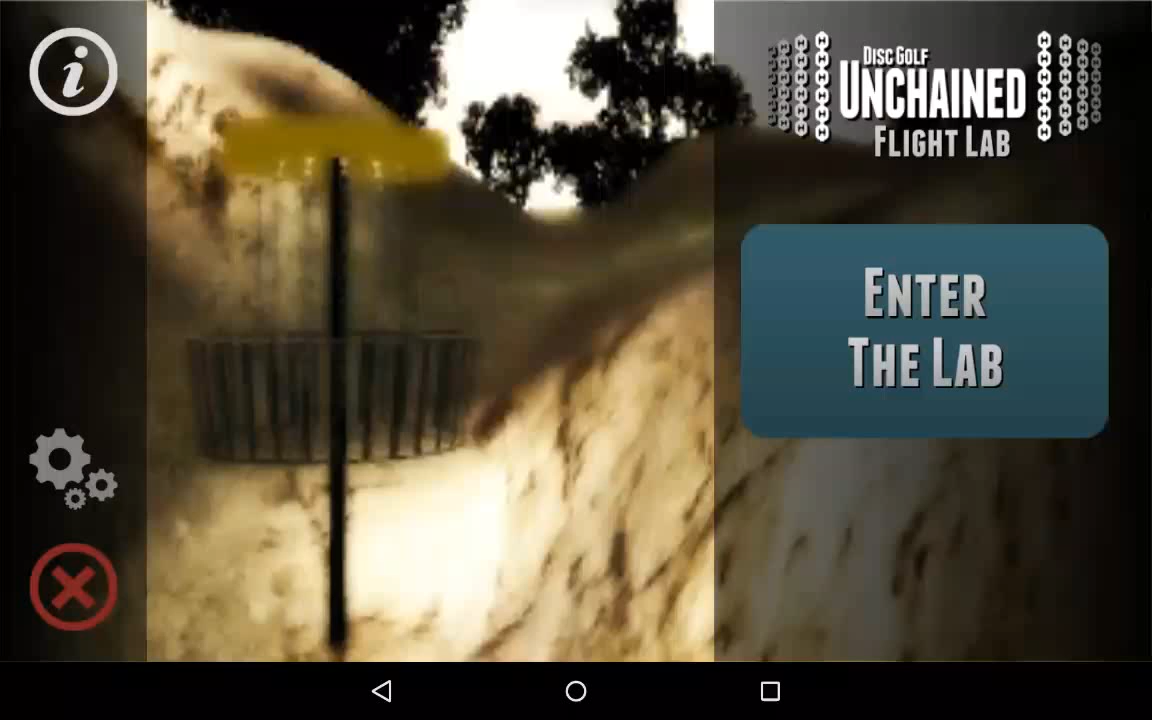 i
Disc Golf
Unchained
Flight Lab
Enter
The Lab